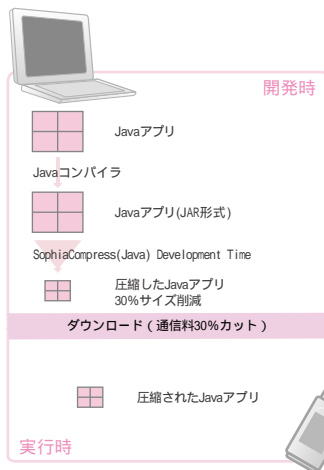 開発時
Javaアプリ
Javaコンパイラ
Javaアプリ(JAR形式)
SophiaCompress(Java) Development Time
圧縮したJavaアプリ
30%サイズ削減
ダウンロード(通信料30%カット)
圧縮されたJavaアプリ
実行時